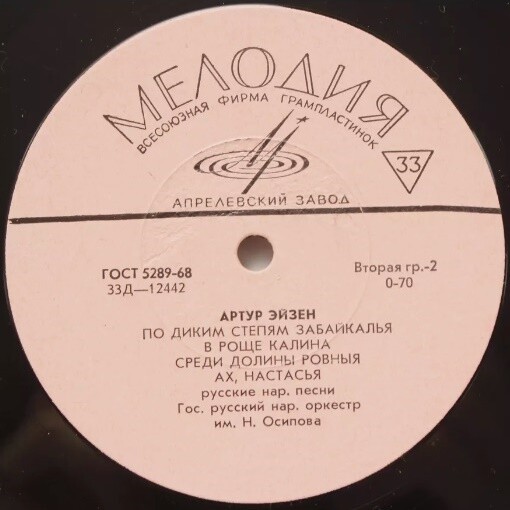 МЕЛОДИЯ
ВСЕСОЮЗНАЯ ФИРМА ГРАМПЛАСТИНОК
33
АПРЕЛЕВСКИЙ ЗАВОД
ГОСТ 5289-68
33Д—12442
Вторая гр.-2
0-70
АРТУР ЭЙЗЕН
ПО ДИКИМ СТЕПЯМ ЗАБАЙКАЛЬЯ
В РОЩЕ КАЛИНА
СРЕДИ ДОЛИНЫ РОВНЫЯ
АХ, НАСТАСЬЯ
русские нар. песни
Гос. русский нар. оркестр
им. Н. Осипова